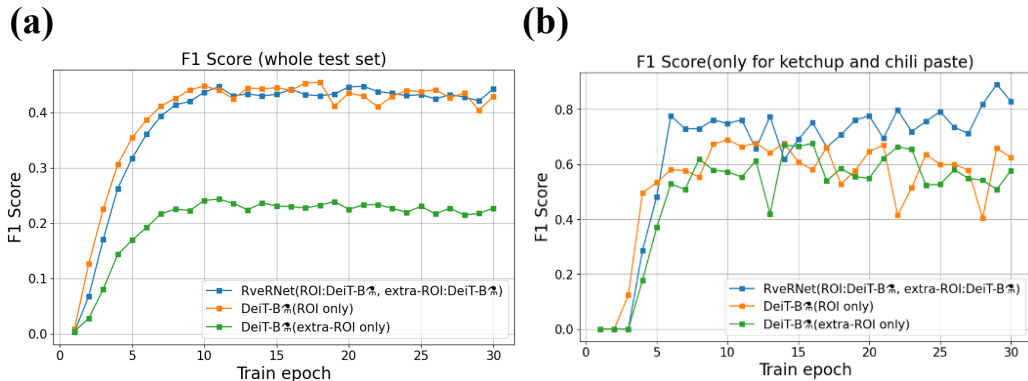 (a)
F1 Score (whole test set)
F1 Score
0.4
0.3
0.2
0.1
0.0
0 5 10 15 20 25 30
Train epoch
RveRNet(ROI:DeiT-B⚗, extra-ROI:DeiT-B⚗)
DeiT-B⚗(ROI only)
DeiT-B⚗(extra-ROI only)
(b)
F1 Score(only for ketchup and chili paste)
F1 Score
0.8
0.6
0.4
0.2
0.0
0 5 10 15 20 25 30
Train epoch
RveRNet(ROI:DeiT-B⚗, extra-ROI:DeiT-B⚗)
DeiT-B⚗(ROI only)
DeiT-B⚗(extra-ROI only)